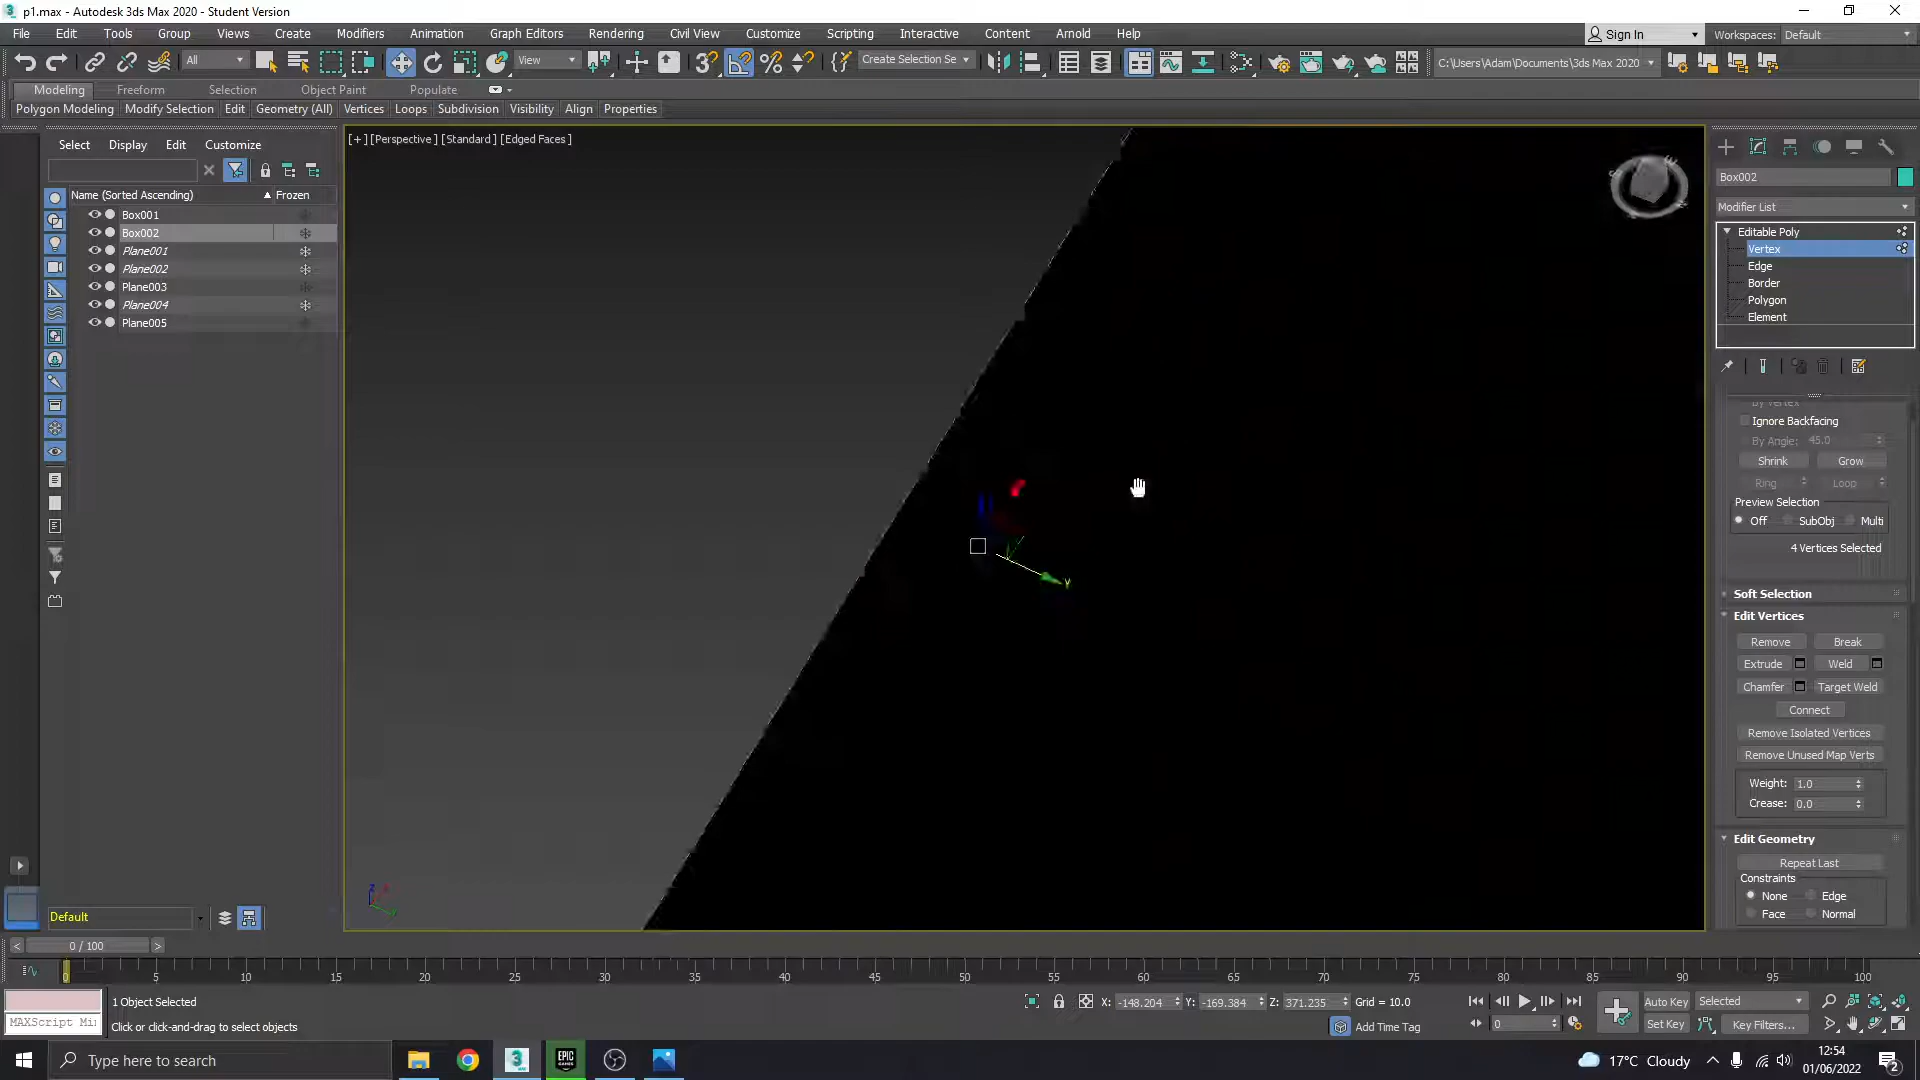 p1.max - Autodesk 3ds Max 2020 - Student Version
File Edit Tools Group Views Create Modifiers Animation Graph Editors Rendering Civil View Customize Scripting Interactive Content Arnold Help
Sign In Workspaces: Default
All View Create Selection Se C:\Users\Adam\Documents\3ds Max 2020
Modeling Freeform Selection Object Paint Populate
Polygon Modeling Modify Selection Edit Geometry (All) Vertices Loops Subdivision Visibility Align Properties
Select Display Edit Customize
Name (Sorted Ascending) Frozen
Box001
Box002
Plane001
Plane002
Plane003
Plane004
Plane005
[+] [Perspective] [Standard] [Edged Faces]
y
Box002
Modifier List
Editable Poly
Vertex
Edge
Border
Polygon
Element
By Vertex
Ignore Backfacing
By Angle: 45.0
Shrink Grow
Ring Loop
Preview Selection
Off SubObj Multi
4 Vertices Selected
Soft Selection
Edit Vertices
Remove Break
Extrude Weld
Chamfer Target Weld
Connect
Remove Isolated Vertices
Remove Unused Map Verts
Weight: 1.0
Crease: 0.0
Edit Geometry
Repeat Last
Constraints
None Edge
Face Normal
Default
< 0 / 100 >
0 5 10 15 20 25 30 35 40 45 50 55 60 65 70 75 80 85 90 95 100
1 Object Selected
X: -148.204 Y: -169.384 Z: 371.235 Grid = 10.0
Auto Key Selected
MAXScript Mi
Click or click-and-drag to select objects
Add Time Tag
0
Set Key Key Filters...
Type here to search
EPIC GAMES
17°C Cloudy
12:54
01/06/2022
2